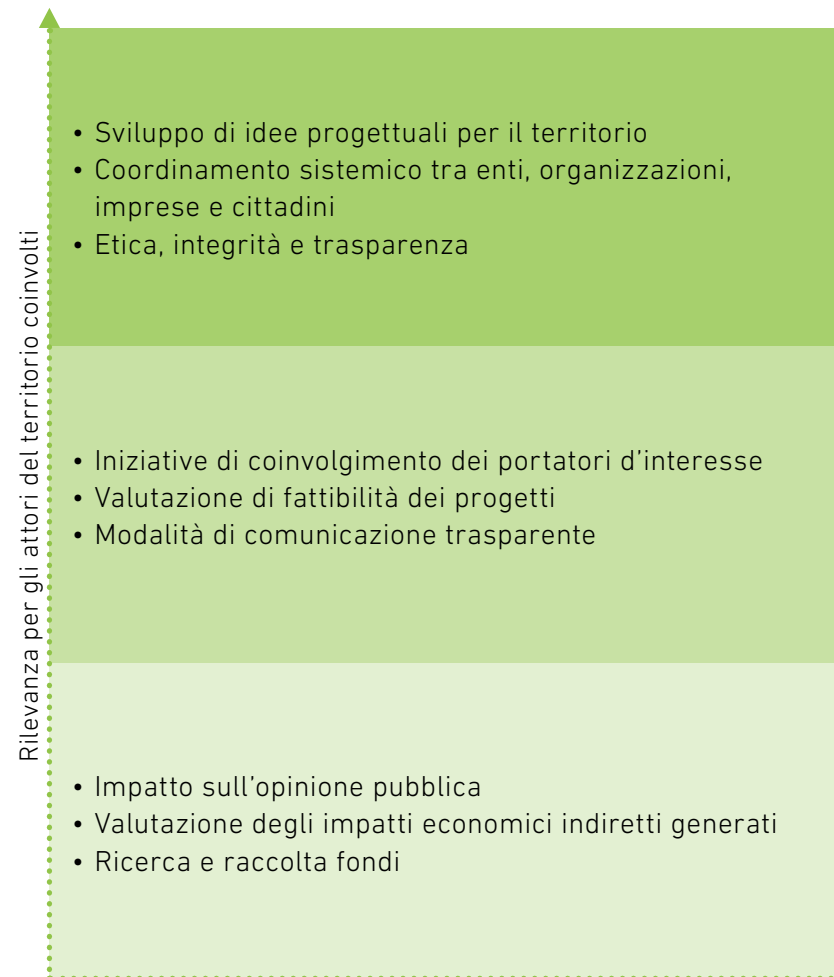 • Sviluppo di idee progettuali per il territorio
• Coordinamento sistemico tra enti, organizzazioni,
imprese e cittadini
• Etica, integrità e trasparenza
Rilevanza per gli attori del territorio coinvolti
• Iniziative di coinvolgimento dei portatori d’interesse
• Valutazione di fattibilità dei progetti
• Modalità di comunicazione trasparente
• Impatto sull’opinione pubblica
• Valutazione degli impatti economici indiretti generati
• Ricerca e raccolta fondi